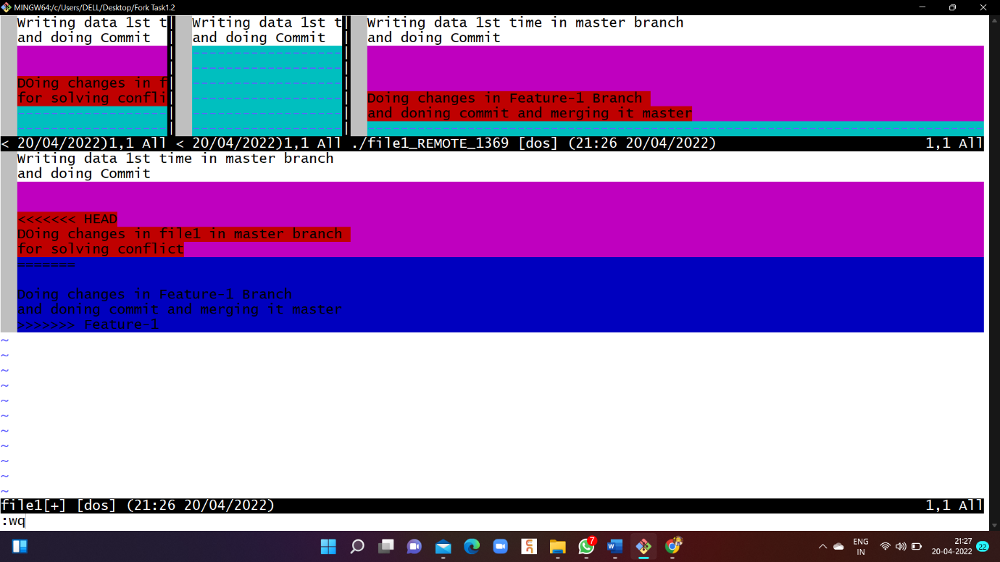 MINGW64:/c/Users/DELL/Desktop/Fork Task1.2
Writing data 1st t
and doing Commit
DOing changes in f
for solving confli
< 20/04/2022)1,1 All
Writing data 1st t
and doing Commit
< 20/04/2022)1,1 All
Writing data 1st time in master branch
and doing Commit
Doing changes in Feature-1 Branch
and doning commit and merging it master
./file1_REMOTE_1369 [dos] (21:26 20/04/2022) 1,1 All
Writing data 1st time in master branch
and doing Commit
<<<<<<< HEAD
DOing changes in file1 in master branch
for solving conflict
=======
Doing changes in Feature-1 Branch
and doning commit and merging it master
>>>>>>> Feature-1
~
~
~
~
~
~
~
~
~
~
~
file1[+] [dos] (21:26 20/04/2022) 1,1 All
:wq
7
W
ENG
IN
21:27
20-04-2022
22